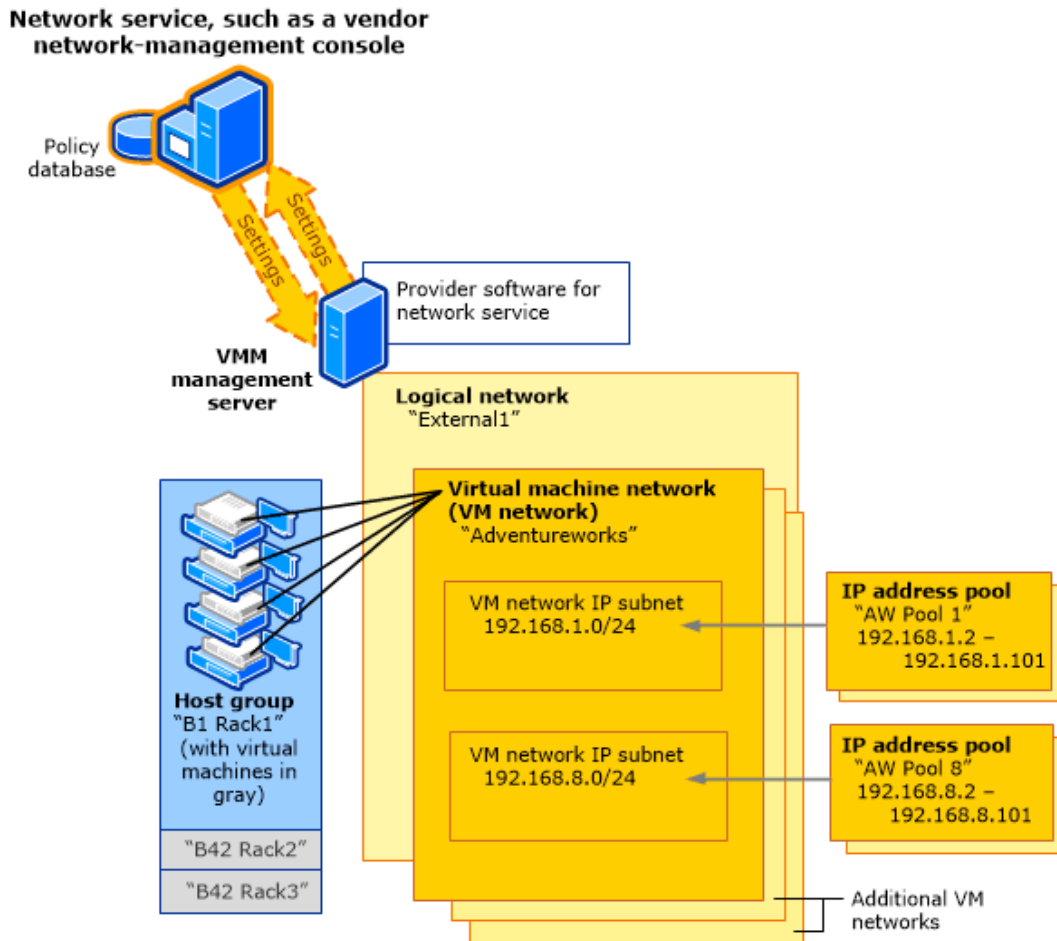 Network service, such as a vendor
network-management console
Policy
database
Settings
Settings
Provider software for
network service
VMM
management
server
Logical network
“External1”
Virtual machine network
(VM network)
“Adventureworks”
VM network IP subnet
192.168.1.0/24
IP address pool
“AW Pool 1”
192.168.1.2 –
192.168.1.101
Host group
“B1 Rack1”
(with virtual
machines in
gray)
VM network IP subnet
192.168.8.0/24
IP address pool
“AW Pool 8”
192.168.8.2 –
192.168.8.101
“B42 Rack2”
“B42 Rack3”
Additional VM
networks